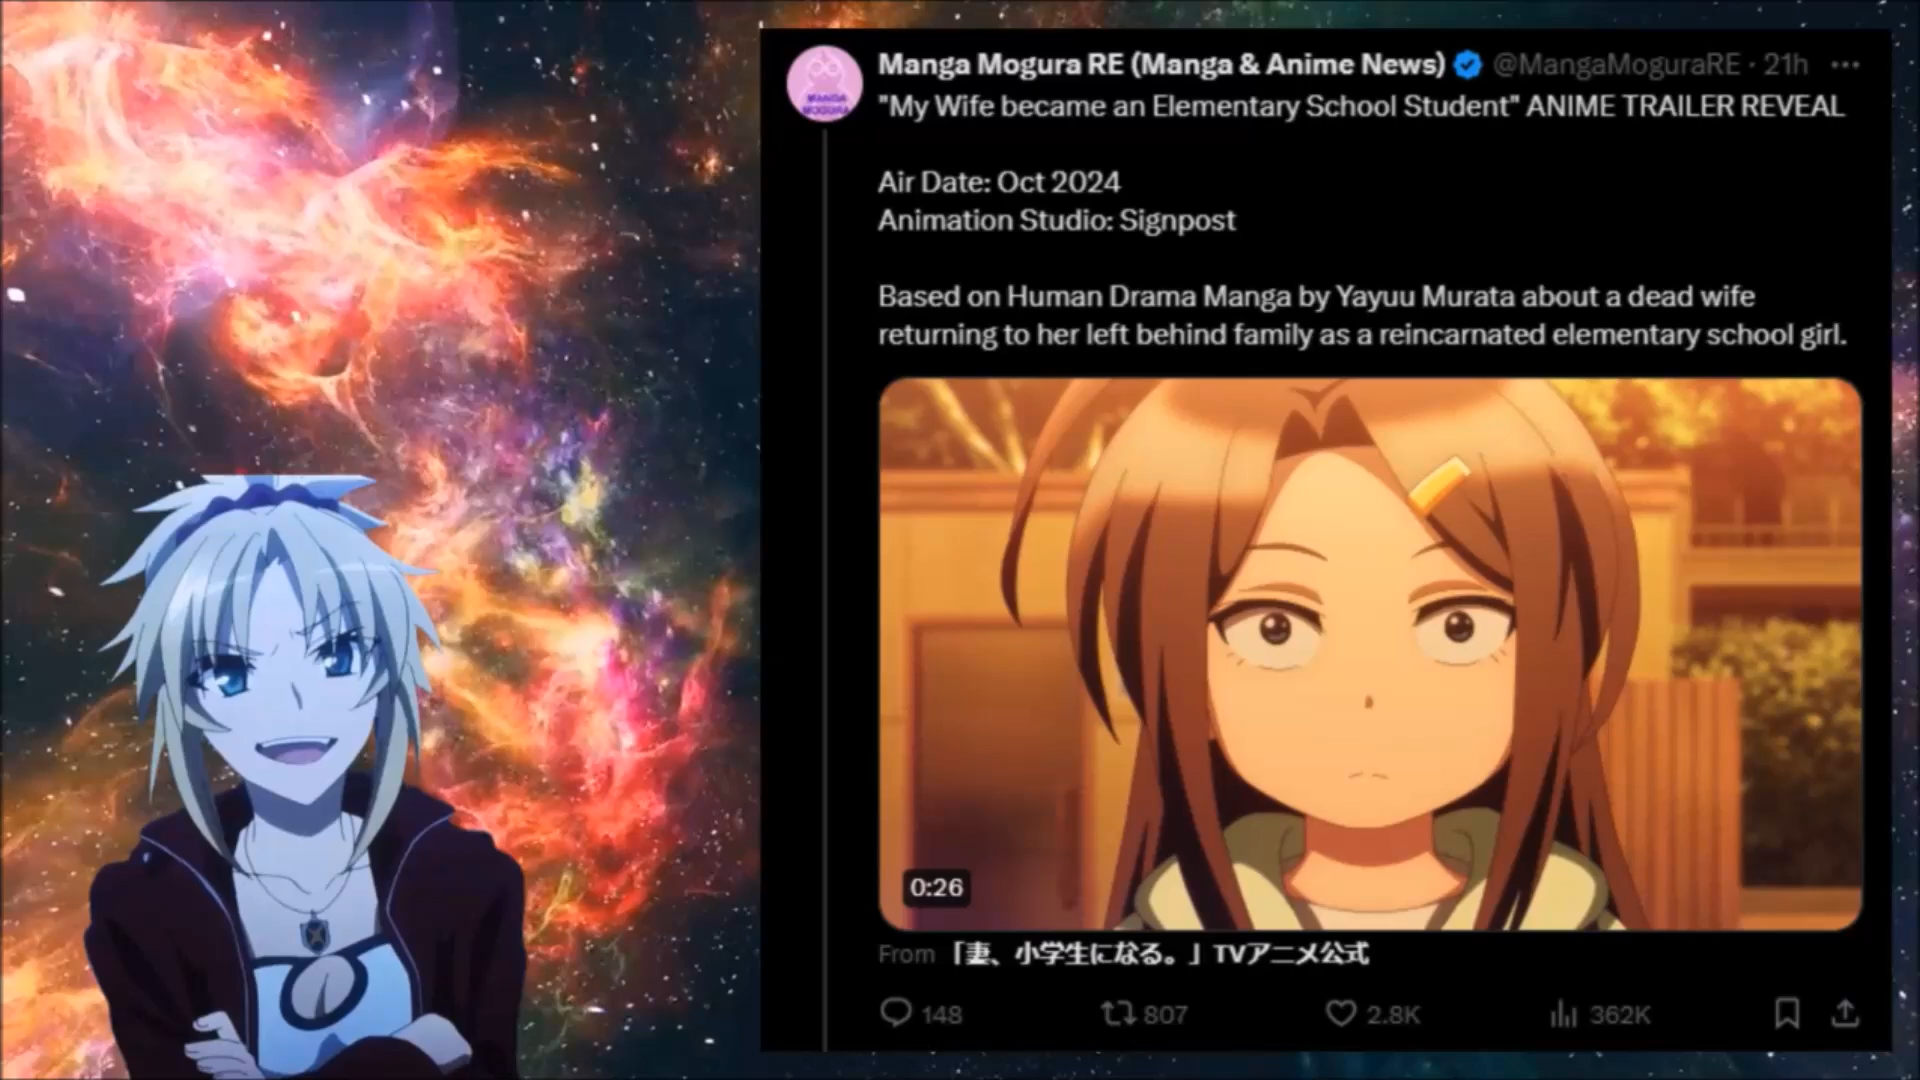 MANGA
MOGURA
Manga Mogura RE (Manga & Anime News) @MangaMoguraRE · 21h
"My Wife became an Elementary School Student" ANIME TRAILER REVEAL
Air Date: Oct 2024
Animation Studio: Signpost
Based on Human Drama Manga by Yayuu Murata about a dead wife
returning to her left behind family as a reincarnated elementary school girl.
0:26
From 「妻、小学生になる。」TVアニメ公式
148 807 2.8K 362K